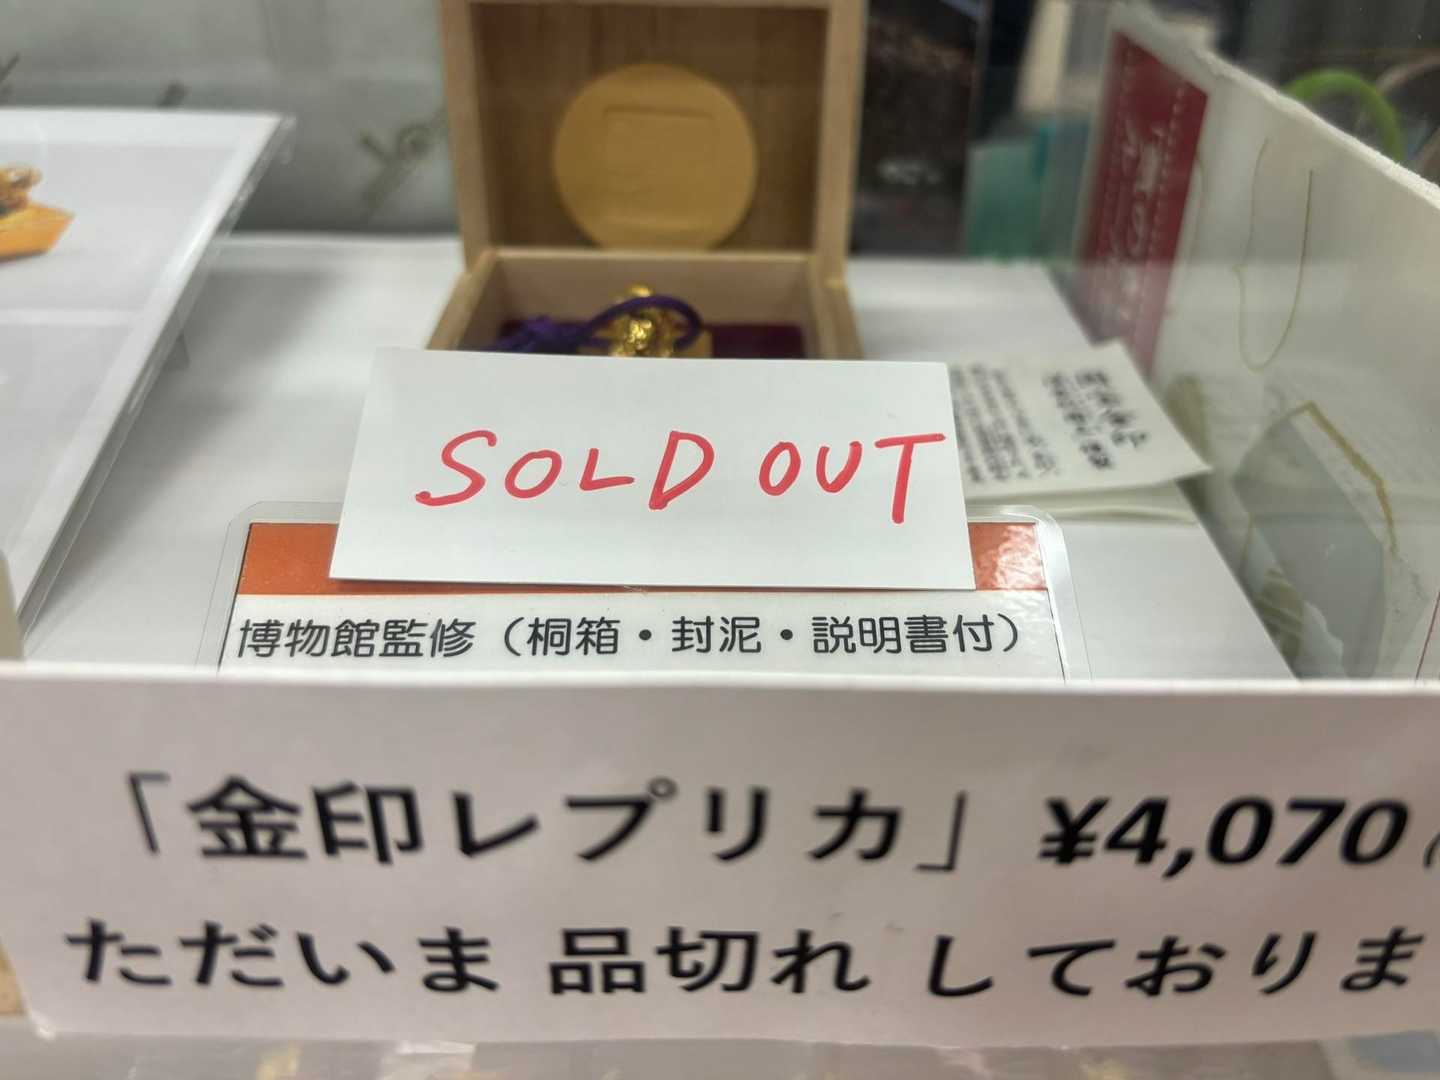 SOLD OUT
博物館監修（桐箱・封泥・説明書付）
「金印レプリカ」¥4,070（
ただいま 品切れ しておりま